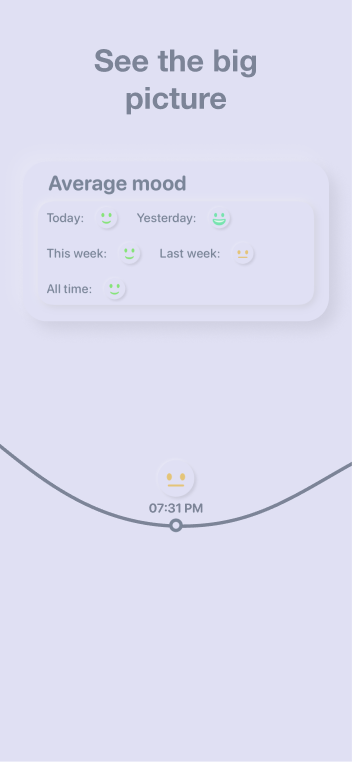 See the big
picture
Average mood
Today: Yesterday:
This week: Last week:
All time:
07:31 PM